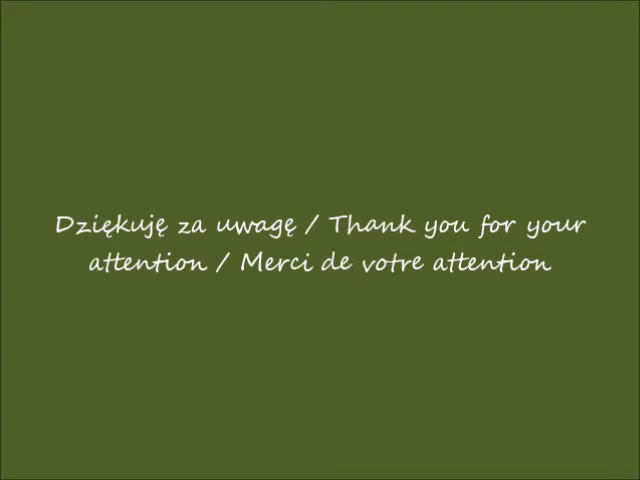 Dziękuję za uwagę / Thank you for your
attention / Merci de votre attention